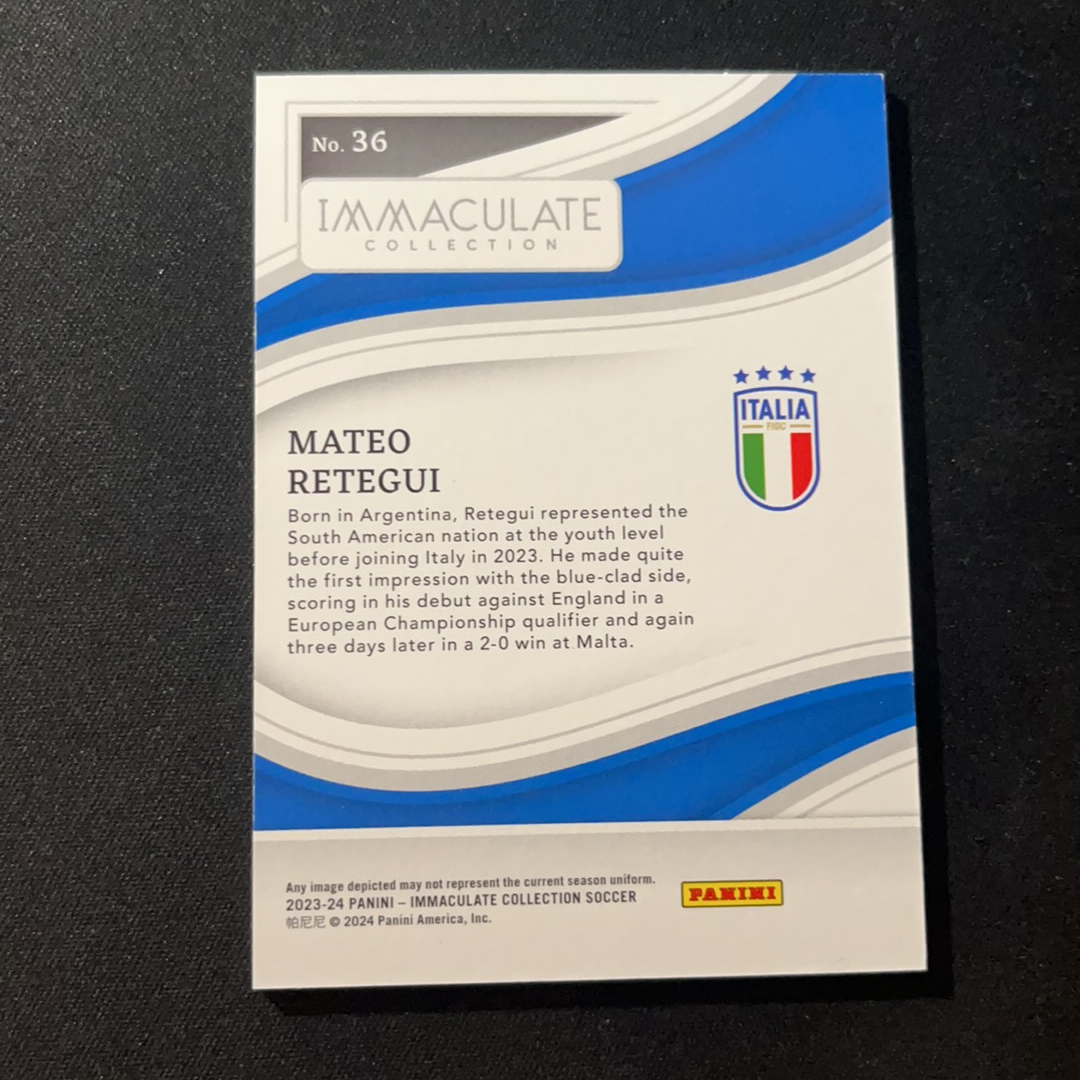 No. 36
IMMACULATE
COLLECTION
ITALIA
FIGC
MATEO
RETEGUI
Born in Argentina, Retegui represented the
South American nation at the youth level
before joining Italy in 2023. He made quite
the first impression with the blue-clad side,
scoring in his debut against England in a
European Championship qualifier and again
three days later in a 2-0 win at Malta.
Any image depicted may not represent the current season uniform.
2023-24 PANINI – IMMACULATE COLLECTION SOCCER
帕尼尼 © 2024 Panini America, Inc.
PANINI